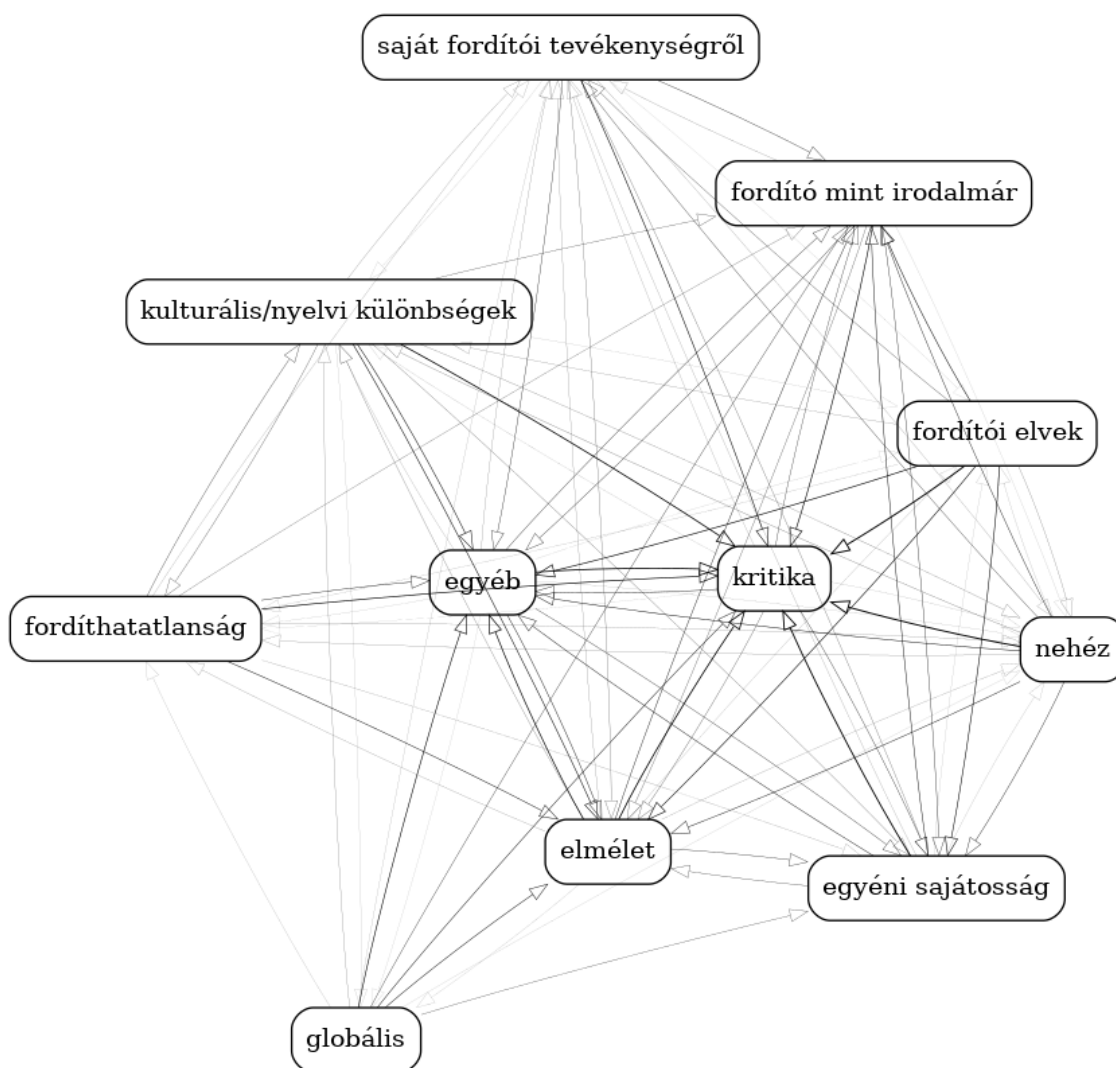 saját fordítói tevékenységről
fordító mint irodalmár
kulturális/nyelvi különbségek
fordítói elvek
egyéb
kritika
fordíthatatlanság
nehéz
elmélet
egyéni sajátosság
globális